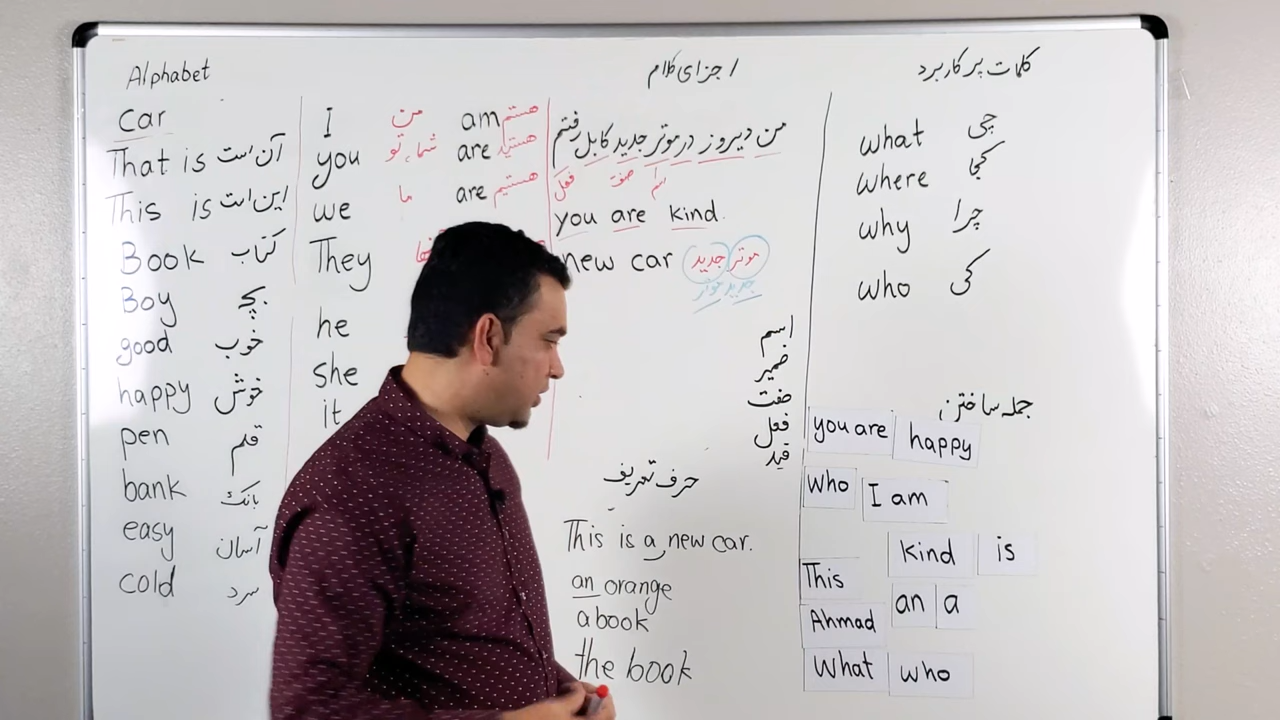 Alphabet
car
That is آن است
This is این است
Book کتاب
Boy بچه
good خوب
happy خوش
pen قلم
bank بانک
easy آسان
cold سرد
I من am هستم
you شما، تو are هستید
we ما are هستیم
They
he
she
it
اجزای کلام
من دیروز در موتر جدید کابل رفتم
اسم صفت فعل
you are kind.
new car موتر جدید
جدید موتر
اسم
ضمیر
صفت
فعل
قید
حرف تعریف
This is a new car.
an orange
a book
the book
کلمات پر کاربرد
what چی
where کجا
why چرا
who کی
جمله ساختن
you are happy
Who I am
kind is
This
an a
Ahmad
What who